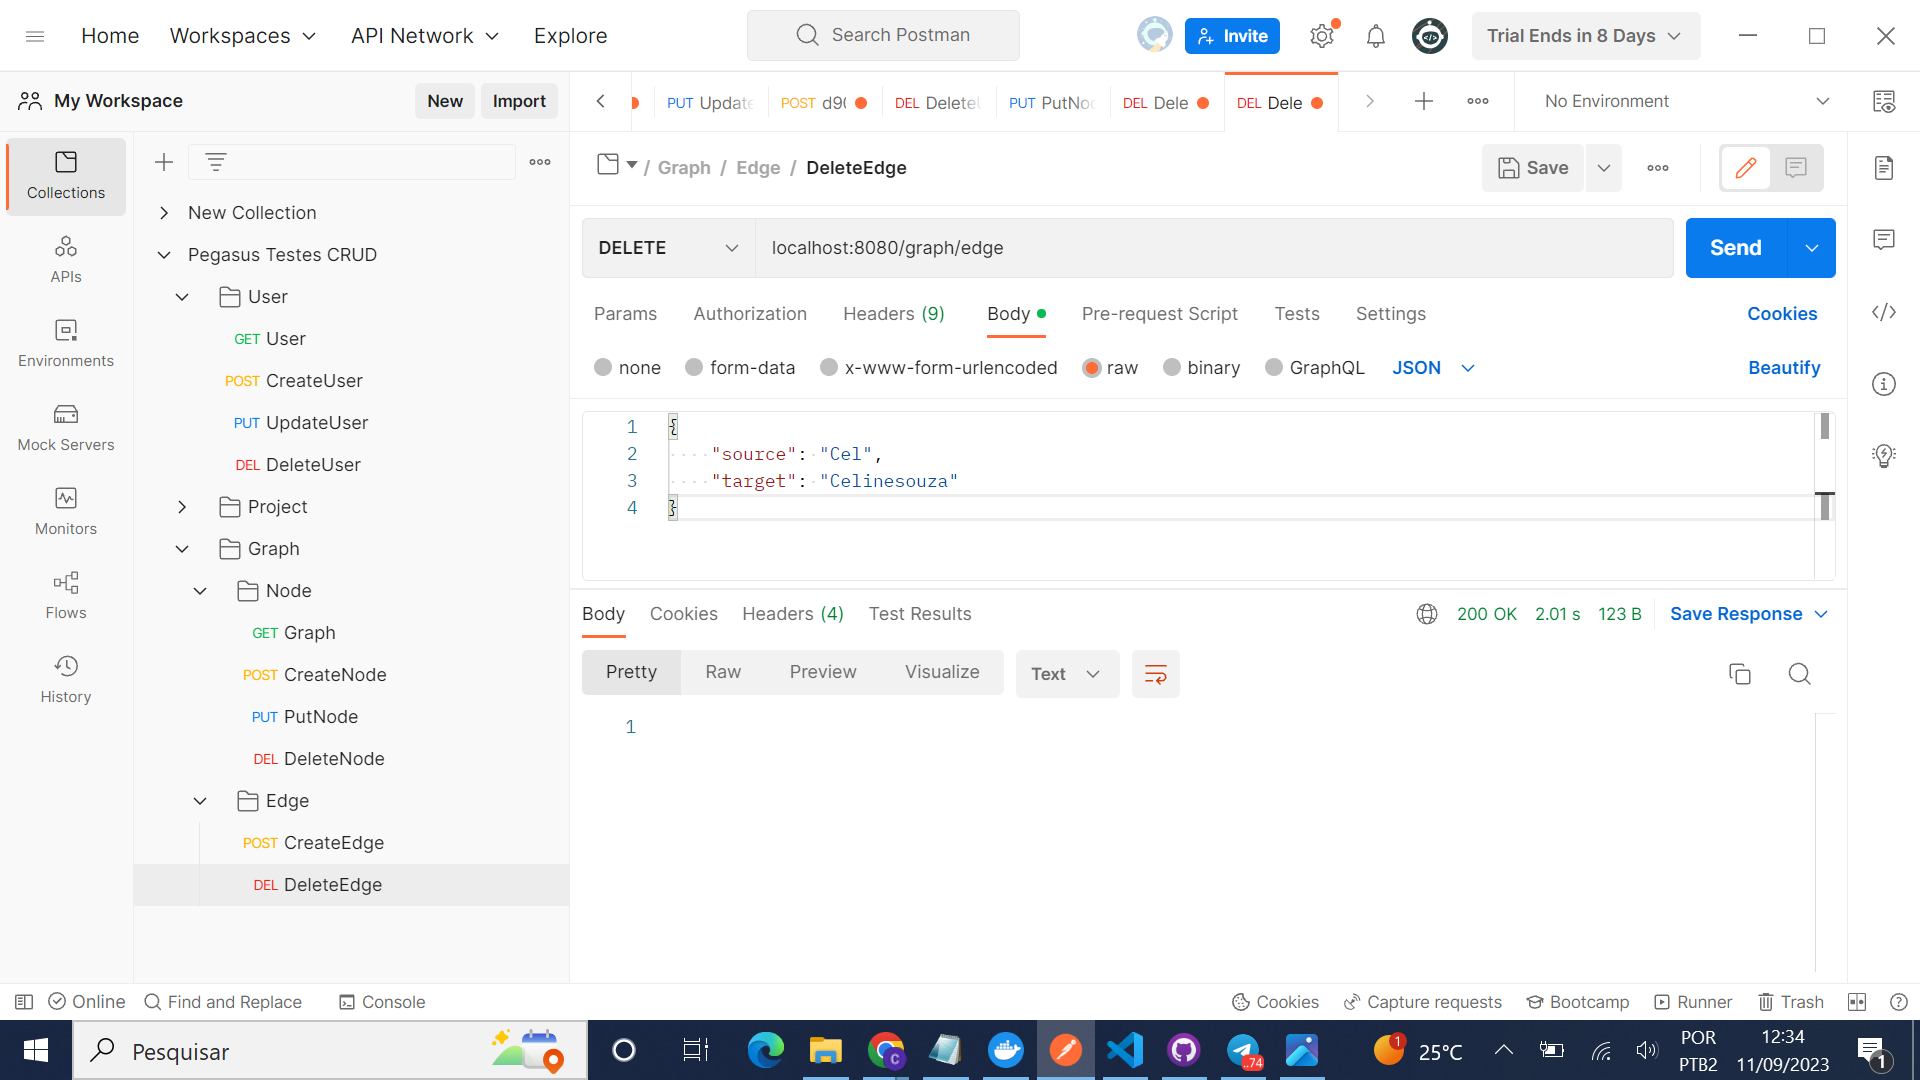 Home Workspaces API Network Explore
Search Postman
Invite
Trial Ends in 8 Days
My Workspace
New Import
PUT Update
POST d90
DEL DeleteU
PUT PutNoc
DEL Dele
DEL Dele
No Environment
Collections
APIs
Environments
Mock Servers
Monitors
Flows
History
New Collection
Pegasus Testes CRUD
User
GET User
POST CreateUser
PUT UpdateUser
DEL DeleteUser
Project
Graph
Node
GET Graph
POST CreateNode
PUT PutNode
DEL DeleteNode
Edge
POST CreateEdge
DEL DeleteEdge
/ Graph / Edge / DeleteEdge
Save
DELETE localhost:8080/graph/edge
Send
Params Authorization Headers (9) Body Pre-request Script Tests Settings Cookies
none form-data x-www-form-urlencoded raw binary GraphQL JSON Beautify
1 {
2 "source": "Cel",
3 "target": "Celinesouza"
4 }
Body Cookies Headers (4) Test Results 200 OK 2.01 s 123 B Save Response
Pretty Raw Preview Visualize Text
1
Online Find and Replace Console Cookies Capture requests Bootcamp Runner Trash
Pesquisar
C
..74
1
25°C
POR
PTB2
12:34
11/09/2023
1